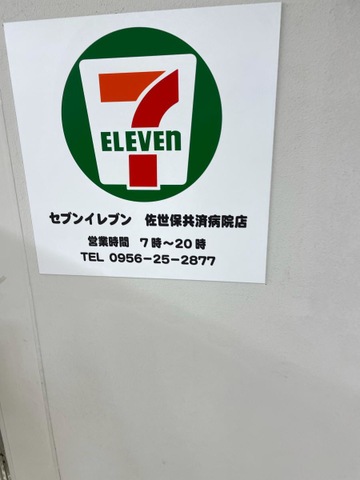 7
ELEVEn
セブンイレブン　佐世保共済病院店
営業時間　7時～20時
TEL 0956-25-2877